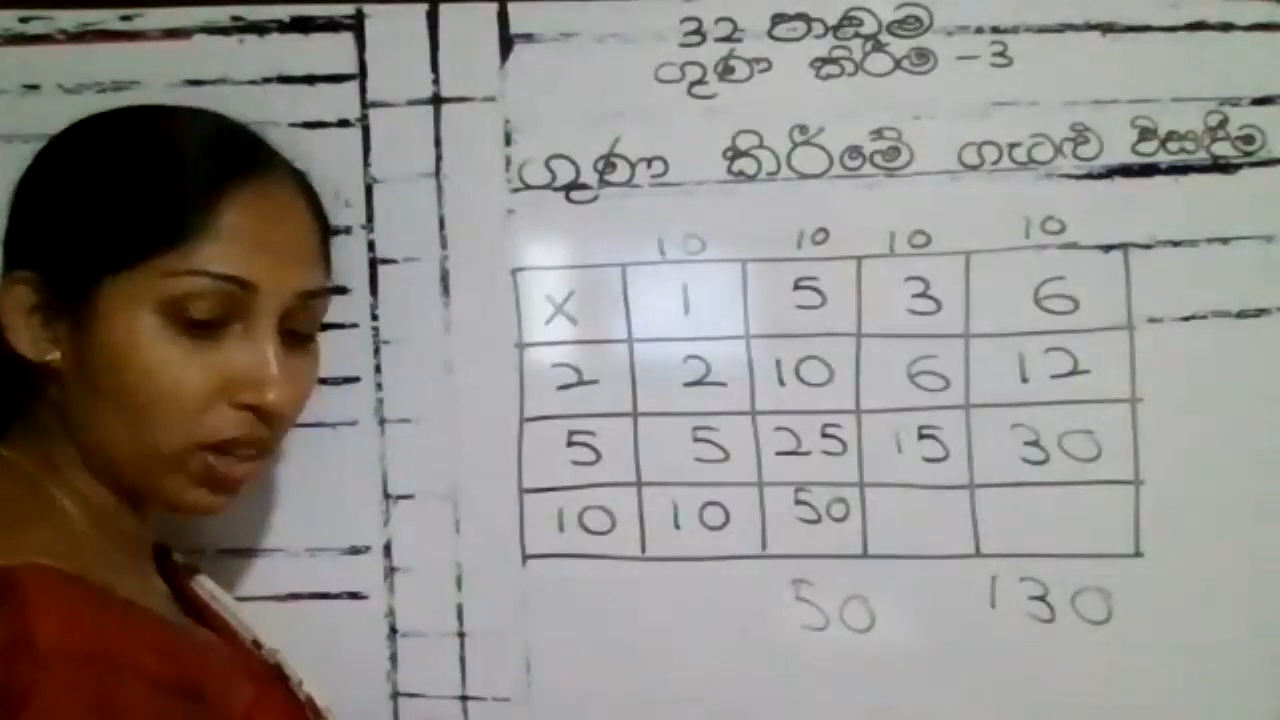 32 පාඩම
ගුණ කිරීම - 3
ගුණ කිරීමේ ගැටළු විසඳීම
10 10 10 10
x 1 5 3 6
2 2 10 6 12
5 5 25 15 30
10 10 50
50 130